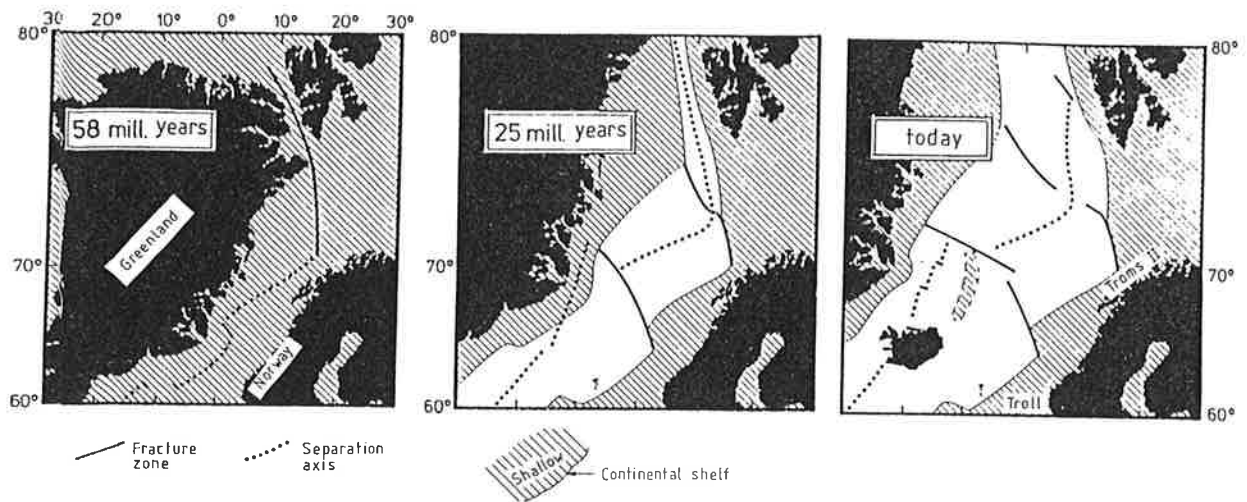 30 20° 10° 0° 10° 20° 30°
80°
58 mill. years
Greenland
70°
Norway
60°
80°
25 mill. years
70°
60°
80°
today
70°
Troms II
Troll
60°
Fracture zone
Separation axis
Shallow
Continental shelf